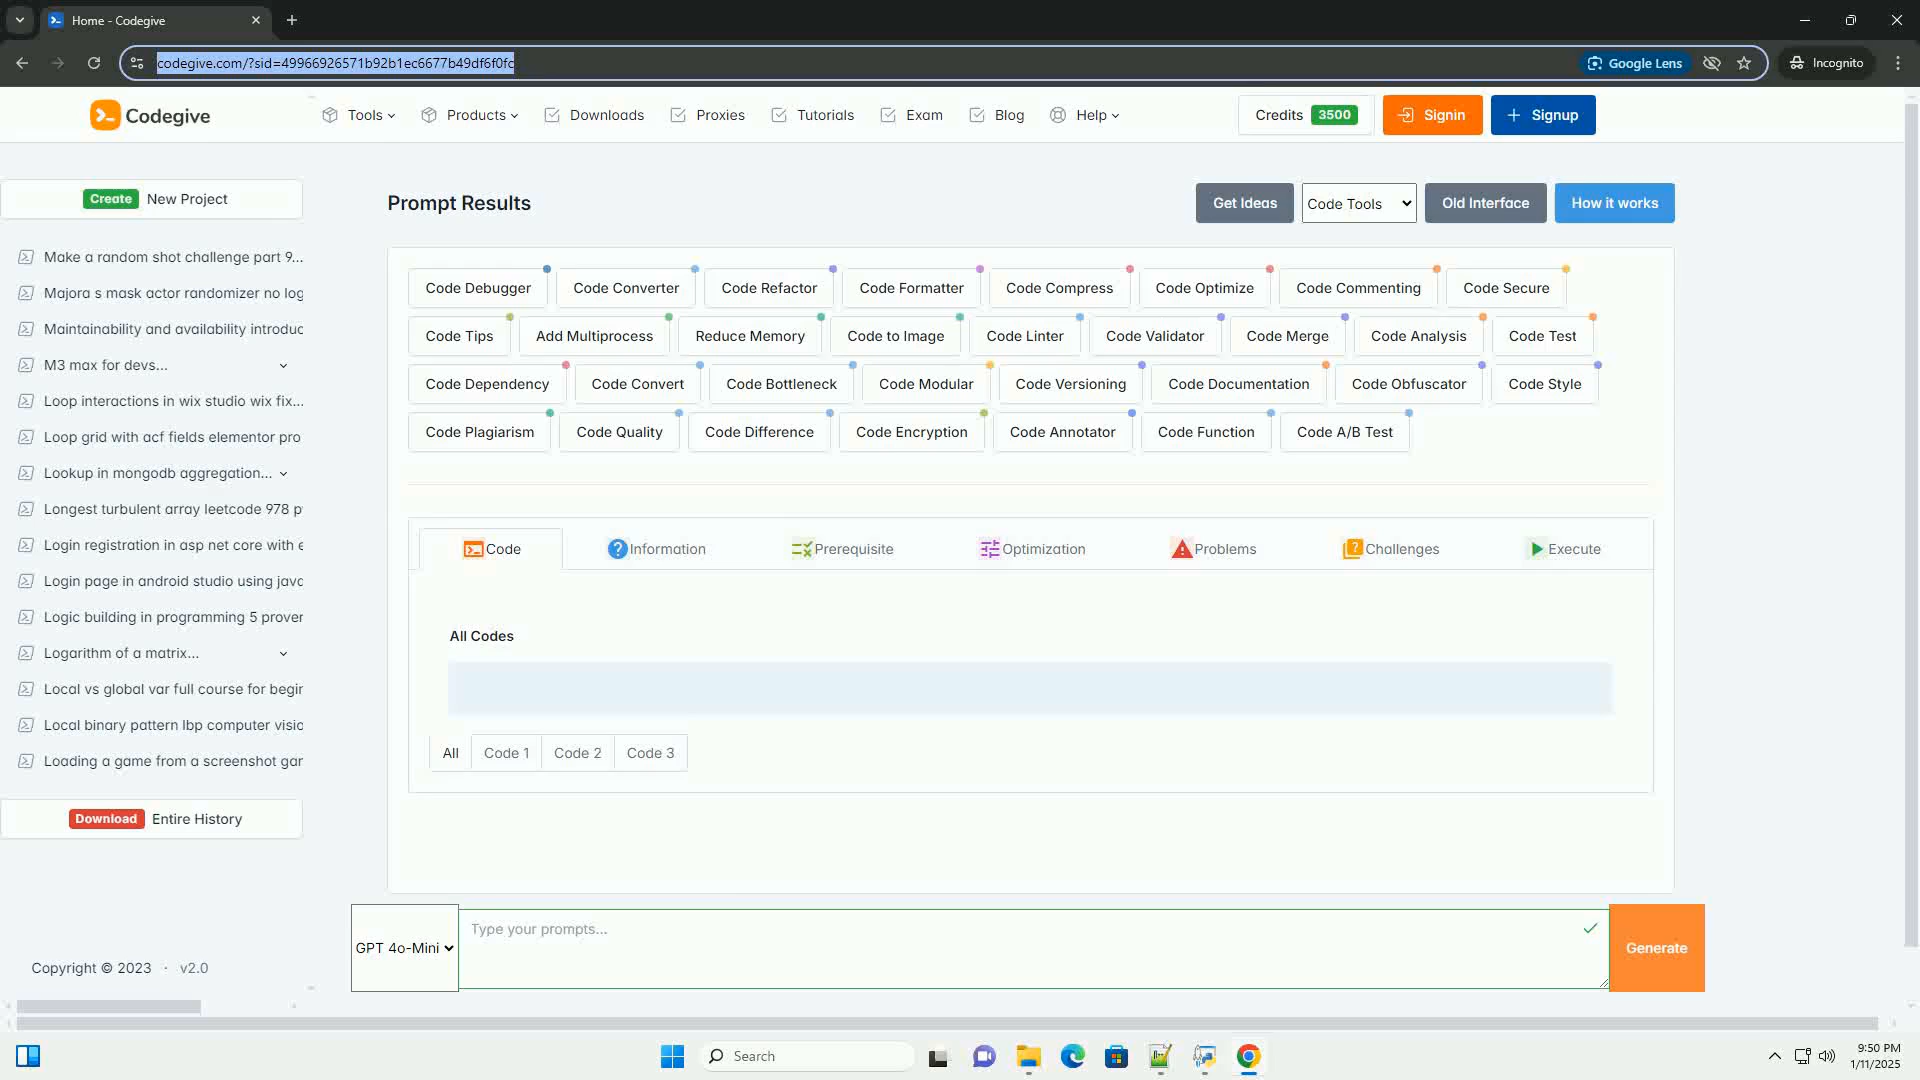 Home - Codegive
codegive.com/?sid=49966926571b92b1ec6677b49df6f0fc
Google Lens
Incognito
Codegive
Tools
Products
Downloads
Proxies
Tutorials
Exam
Blog
Help
Credits 3500
Signin
Signup
Create New Project
Make a random shot challenge part 9...
Majora s mask actor randomizer no log
Maintainability and availability introduc
M3 max for devs...
Loop interactions in wix studio wix fix...
Loop grid with acf fields elementor pro
Lookup in mongodb aggregation...
Longest turbulent array leetcode 978 p
Login registration in asp net core with e
Login page in android studio using java
Logic building in programming 5 prover
Logarithm of a matrix...
Local vs global var full course for begin
Local binary pattern lbp computer visio
Loading a game from a screenshot gar
Download Entire History
Copyright © 2023 · v2.0
Prompt Results
Get Ideas
Code Tools
Old Interface
How it works
Code Debugger
Code Converter
Code Refactor
Code Formatter
Code Compress
Code Optimize
Code Commenting
Code Secure
Code Tips
Add Multiprocess
Reduce Memory
Code to Image
Code Linter
Code Validator
Code Merge
Code Analysis
Code Test
Code Dependency
Code Convert
Code Bottleneck
Code Modular
Code Versioning
Code Documentation
Code Obfuscator
Code Style
Code Plagiarism
Code Quality
Code Difference
Code Encryption
Code Annotator
Code Function
Code A/B Test
Code
Information
Prerequisite
Optimization
Problems
Challenges
Execute
All Codes
All
Code 1
Code 2
Code 3
GPT 4o-Mini
Type your prompts...
Generate
Search
9:50 PM
1/11/2025